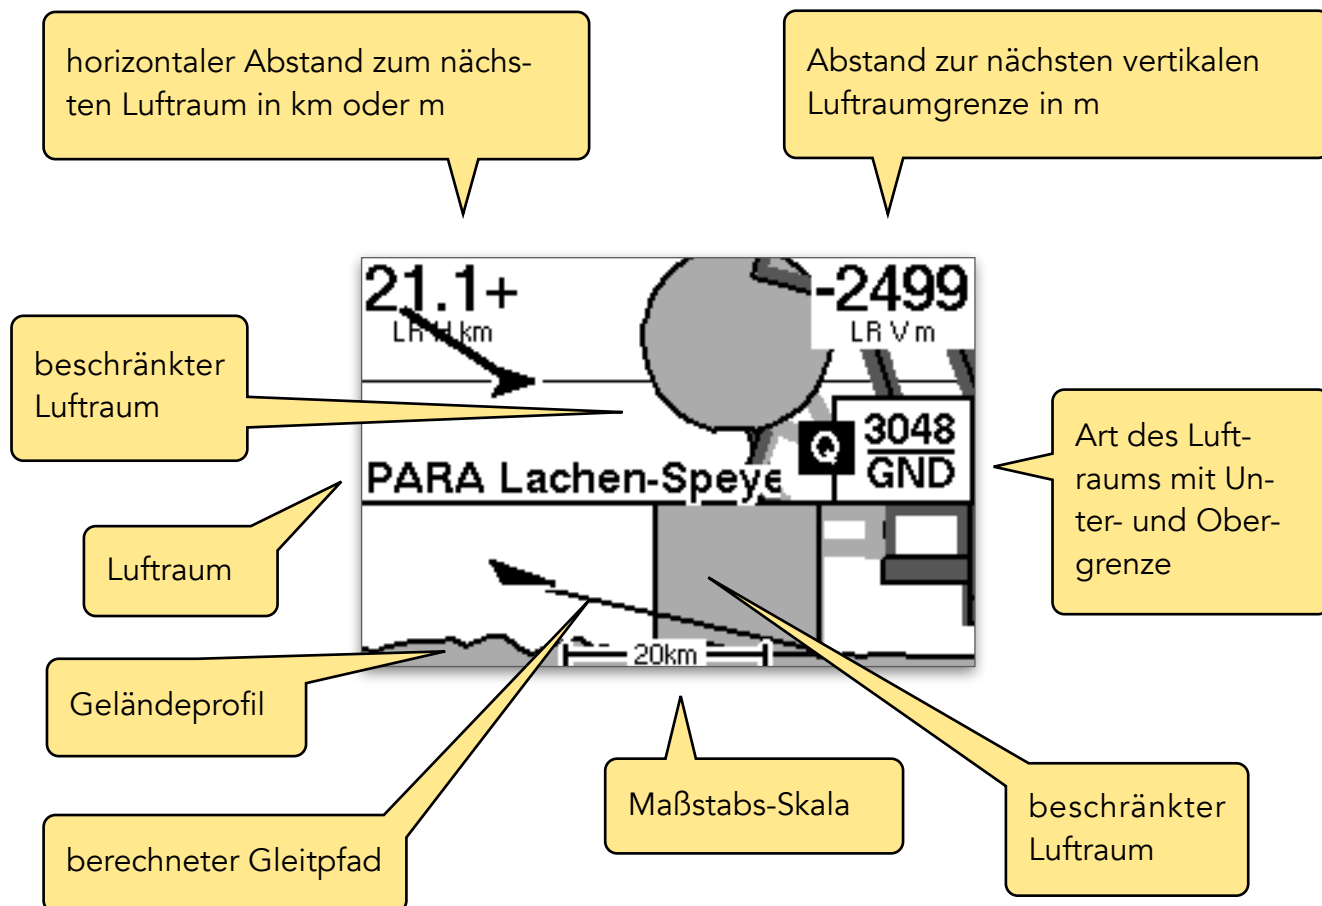 horizontaler Abstand zum nächs-
ten Luftraum in km oder m
Abstand zur nächsten vertikalen
Luftraumgrenze in m
21.1+
LR H km
-2499
LR V m
beschränkter
Luftraum
3048
GND
Q
PARA Lachen-Speye
Art des Luft-
raums mit Un-
ter- und Ober-
grenze
Luftraum
20km
Geländeprofil
Maßstabs-Skala
beschränkter
Luftraum
berechneter Gleitpfad